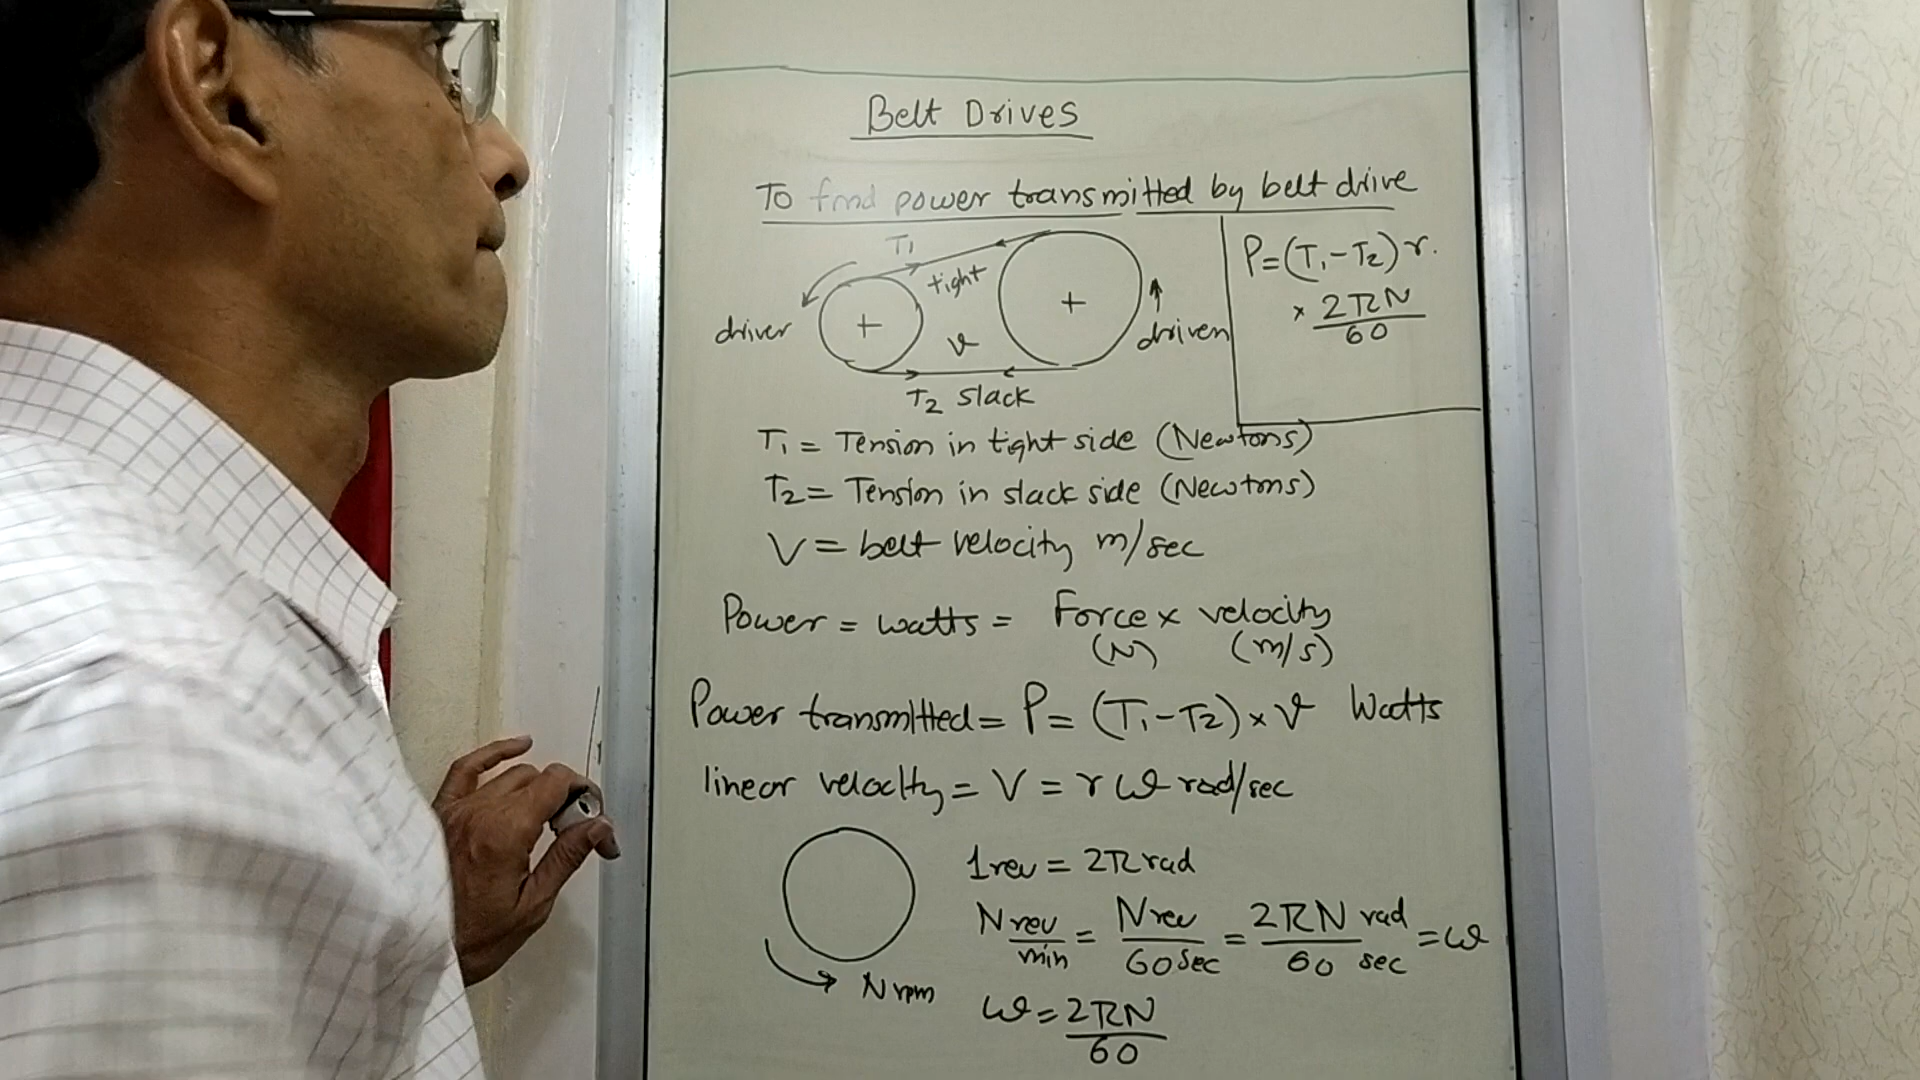 Belt Drives
To find power transmitted by belt drive
T1
tight
driver
v
driven
T2 slack
P=(T1-T2)r.
× 2πN
60
T1 = Tension in tight side (Newtons)
T2 = Tension in slack side (Newtons)
V = belt velocity m/sec
Power = watts = Force × velocity
(N) (m/s)
Power transmitted = P = (T1-T2) × v Watts
linear velocity = V = r ω rad/sec
1 rev = 2π rad
N rev/min = N rev/60 sec = 2πN rad/60 sec = ω
N rpm
ω = 2πN/60